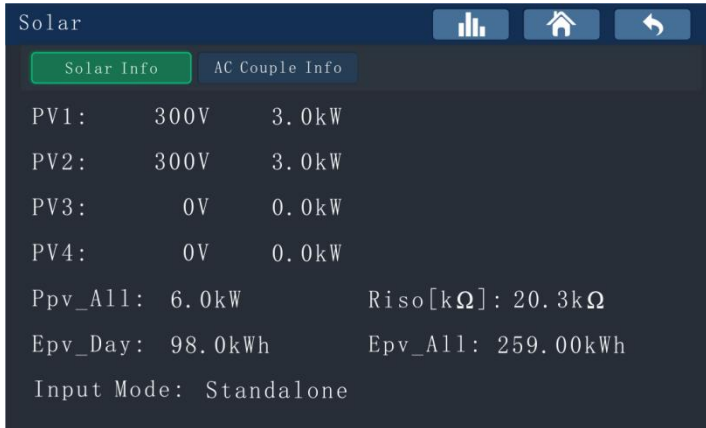 Solar
Solar Info AC Couple Info
PV1: 300V 3.0kW
PV2: 300V 3.0kW
PV3: 0V 0.0kW
PV4: 0V 0.0kW
Ppv_All: 6.0kW Riso[kΩ]: 20.3kΩ
Epv_Day: 98.0kWh Epv_All: 259.00kWh
Input Mode: Standalone